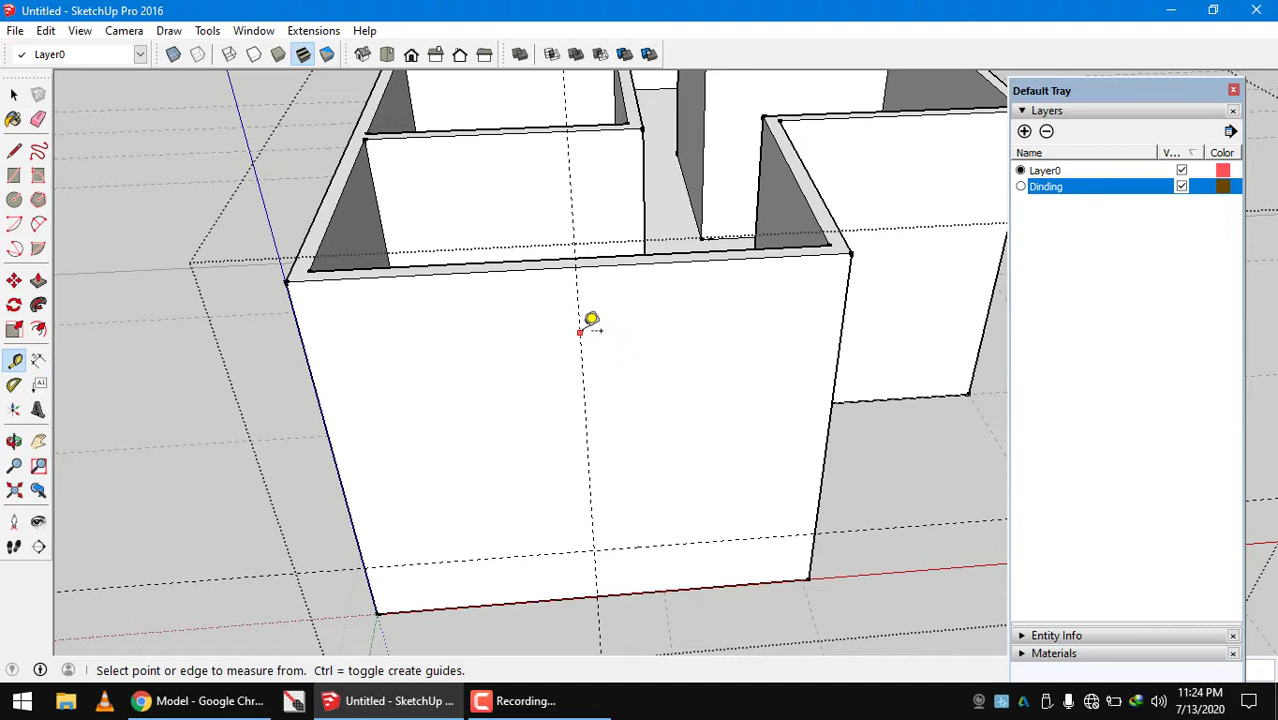 Untitled - SketchUp Pro 2016
File Edit View Camera Draw Tools Window Extensions Help
Layer0
Default Tray
Layers
Name V... Color
Layer0
Dinding
A1
Entity Info
Materials
Select point or edge to measure from. Ctrl = toggle create guides.
Model - Google Chr...
Untitled - SketchUp ...
Recording...
11:24 PM
7/13/2020